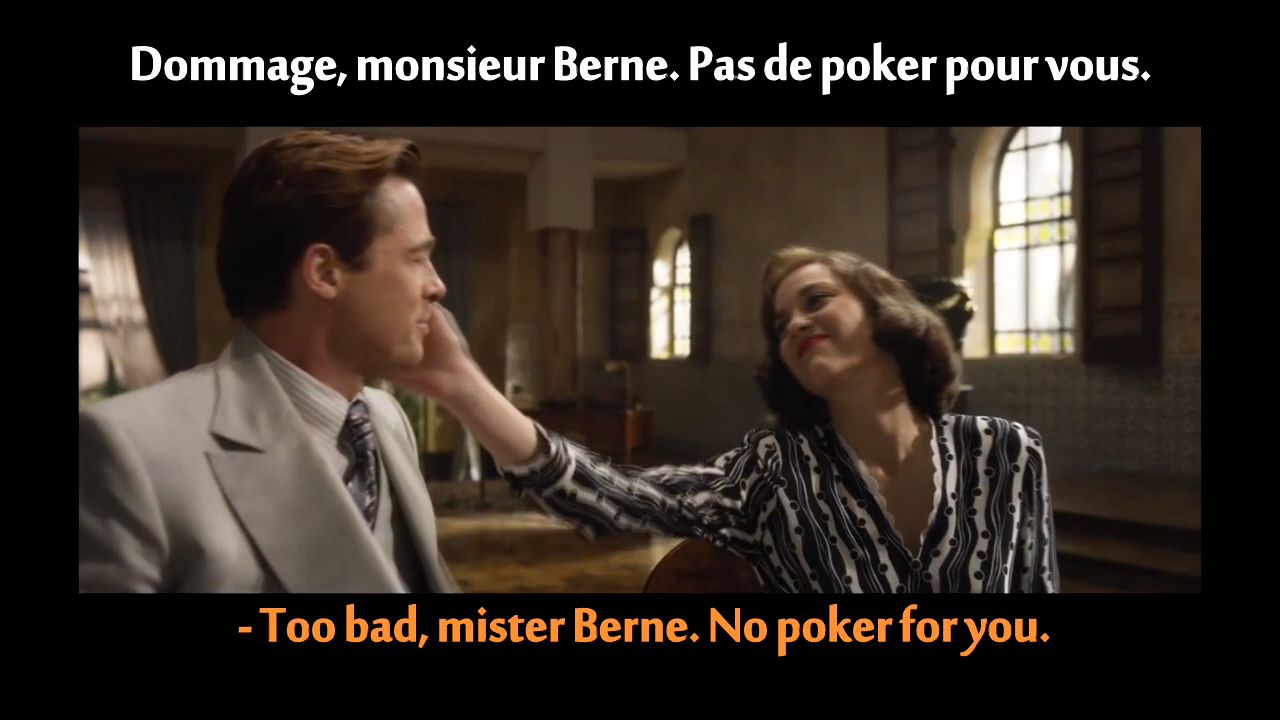 Dommage, monsieur Berne. Pas de poker pour vous.
- Too bad, mister Berne. No poker for you.